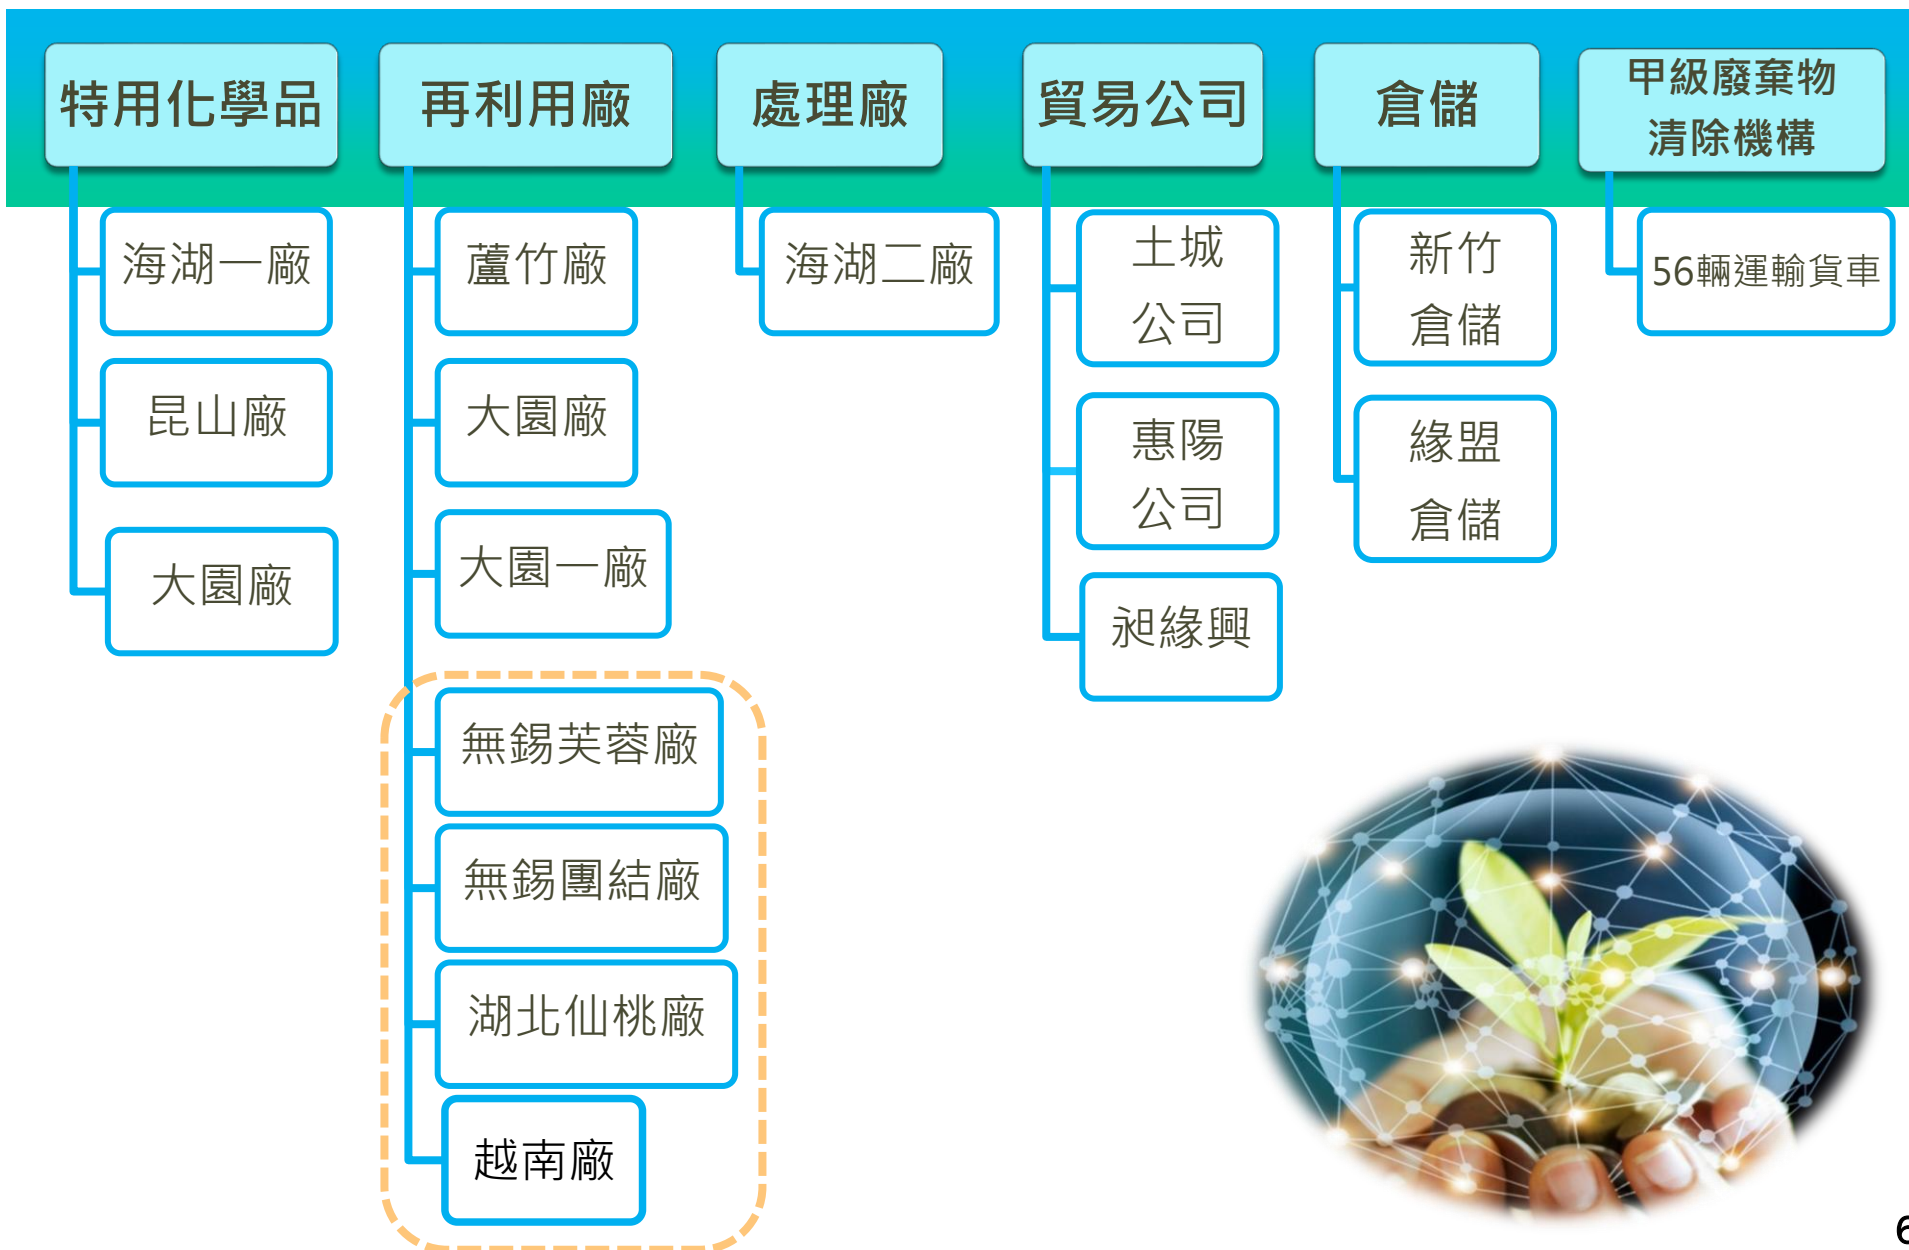 特用化學品
海湖一廠
昆山廠
大園廠
再利用廠
蘆竹廠
大園廠
大園一廠
無錫芙蓉廠
無錫團結廠
湖北仙桃廠
越南廠
處理廠
海湖二廠
貿易公司
土城
公司
惠陽
公司
昶緣興
倉儲
新竹
倉儲
緣盟
倉儲
甲級廢棄物
清除機構
56輛運輸貨車
6